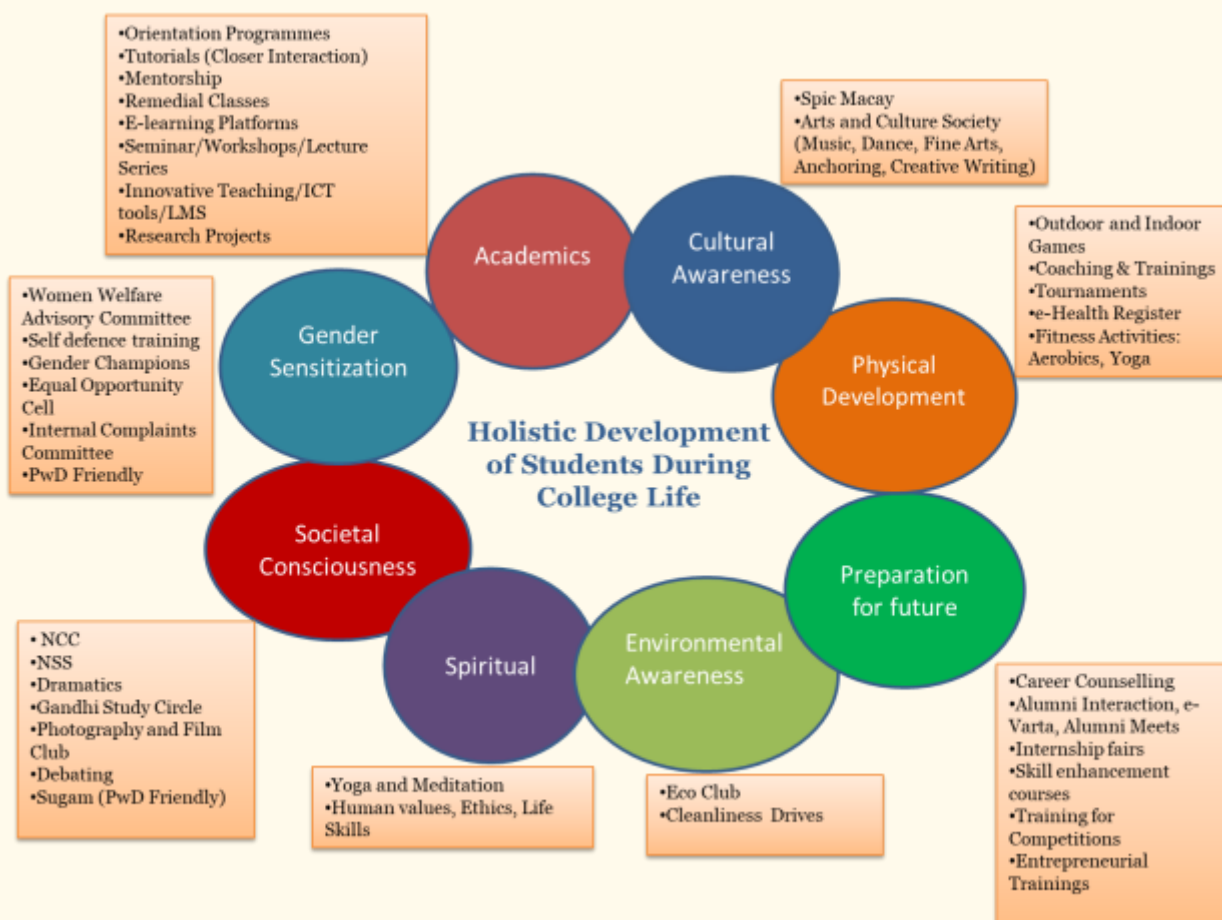 •Orientation Programmes
•Tutorials (Closer Interaction)
•Mentorship
•Remedial Classes
•E-learning Platforms
•Seminar/Workshops/Lecture
Series
•Innovative Teaching/ICT
tools/LMS
•Research Projects
•Spic Macay
•Arts and Culture Society
(Music, Dance, Fine Arts,
Anchoring, Creative Writing)
Academics
Cultural
Awareness
•Outdoor and Indoor
Games
•Coaching & Trainings
•Tournaments
•e-Health Register
•Fitness Activities:
Aerobics, Yoga
•Women Welfare
Advisory Committee
•Self defence training
•Gender Champions
•Equal Opportunity
Cell
•Internal Complaints
Committee
•PwD Friendly
Gender
Sensitization
Physical
Development
Holistic Development
of Students During
College Life
Societal
Consciousness
Preparation
for future
Spiritual
Environmental
Awareness
• NCC
•NSS
•Dramatics
•Gandhi Study Circle
•Photography and Film
Club
•Debating
•Sugam (PwD Friendly)
•Yoga and Meditation
•Human values, Ethics, Life
Skills
•Eco Club
•Cleanliness Drives
•Career Counselling
•Alumni Interaction, e-
Varta, Alumni Meets
•Internship fairs
•Skill enhancement
courses
•Training for
Competitions
•Entrepreneurial
Trainings